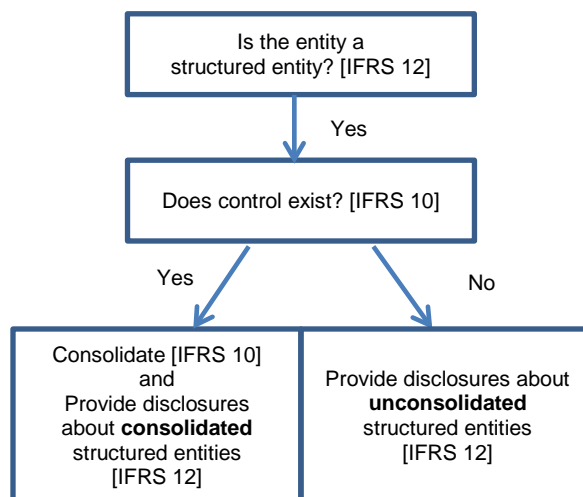 Is the entity a
structured entity? [IFRS 12]
Yes
Does control exist? [IFRS 10]
Yes
No
Consolidate [IFRS 10]
and
Provide disclosures
about consolidated
structured entities
[IFRS 12]
Provide disclosures about
unconsolidated
structured entities
[IFRS 12]